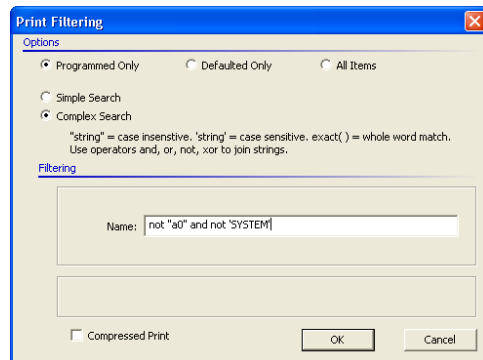 Print Filtering
Options
Programmed Only Defaulted Only All Items
Simple Search
Complex Search
"string" = case insenstive. 'string' = case sensitive. exact( ) = whole word match.
Use operators and, or, not, xor to join strings.
Filtering
Name: not "a0" and not 'SYSTEM'
Compressed Print OK Cancel